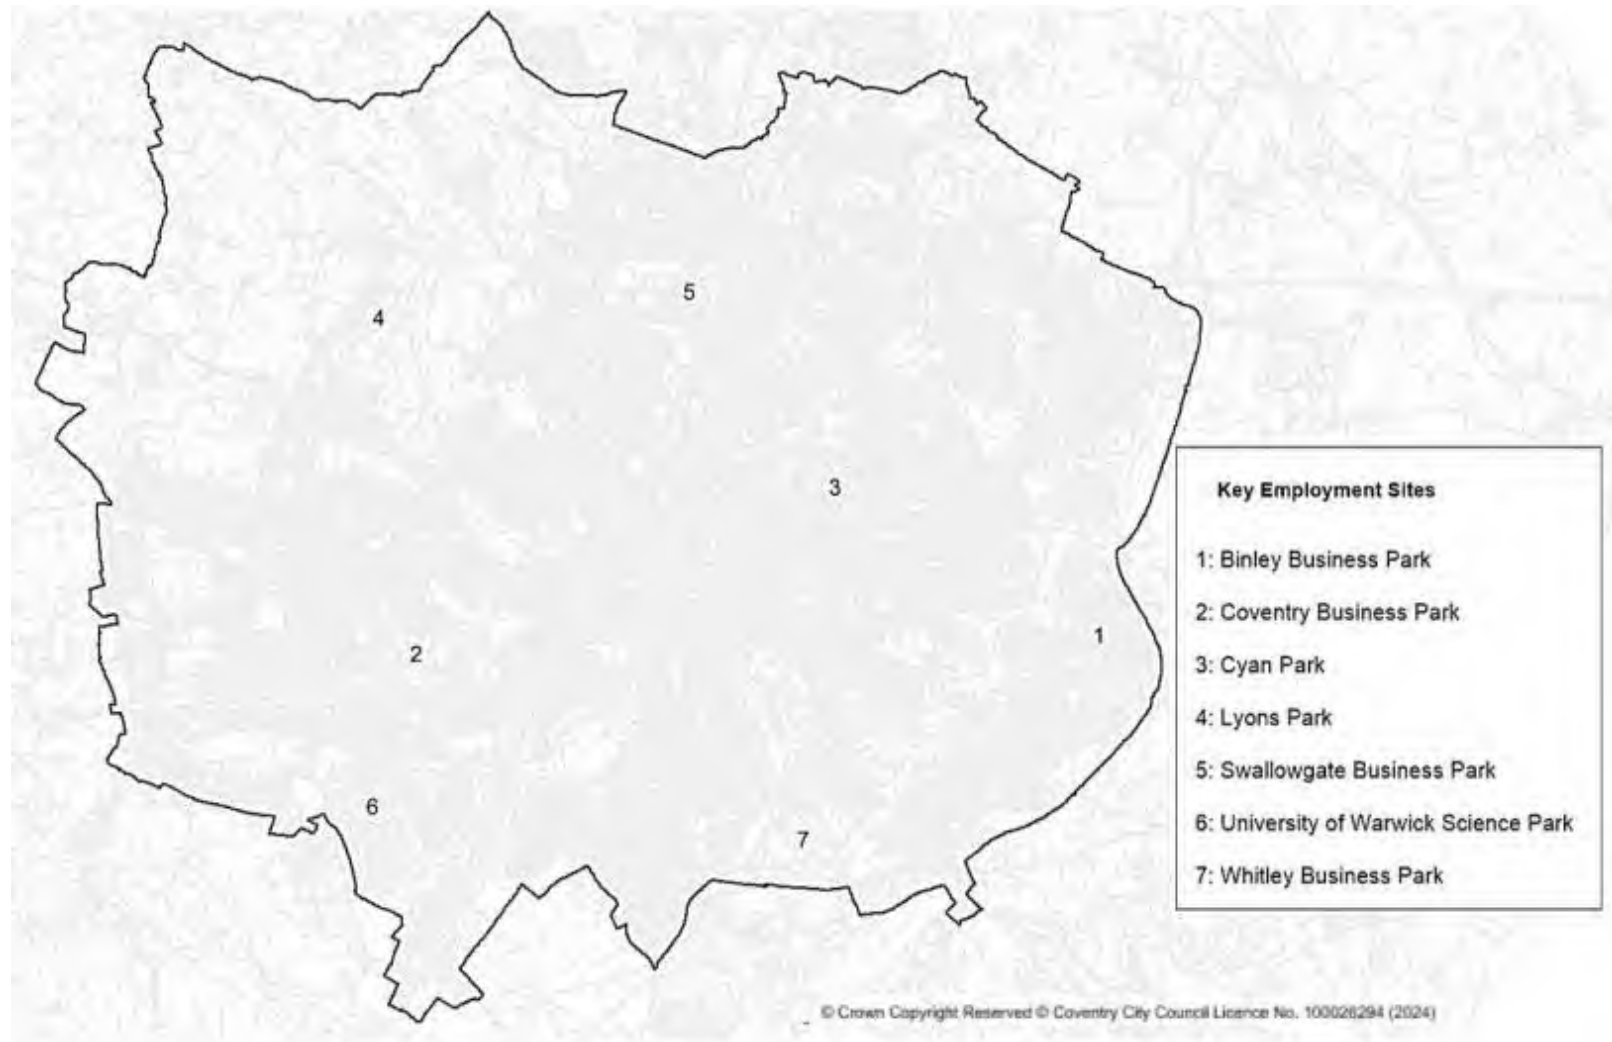 5
4
3
1
2
6
7
Key Employment Sites
1: Binley Business Park
2: Coventry Business Park
3: Cyan Park
4: Lyons Park
5: Swallowgate Business Park
6: University of Warwick Science Park
7: Whitley Business Park
© Crown Copyright Reserved © Coventry City Council Licence No. 100026294 (2024)